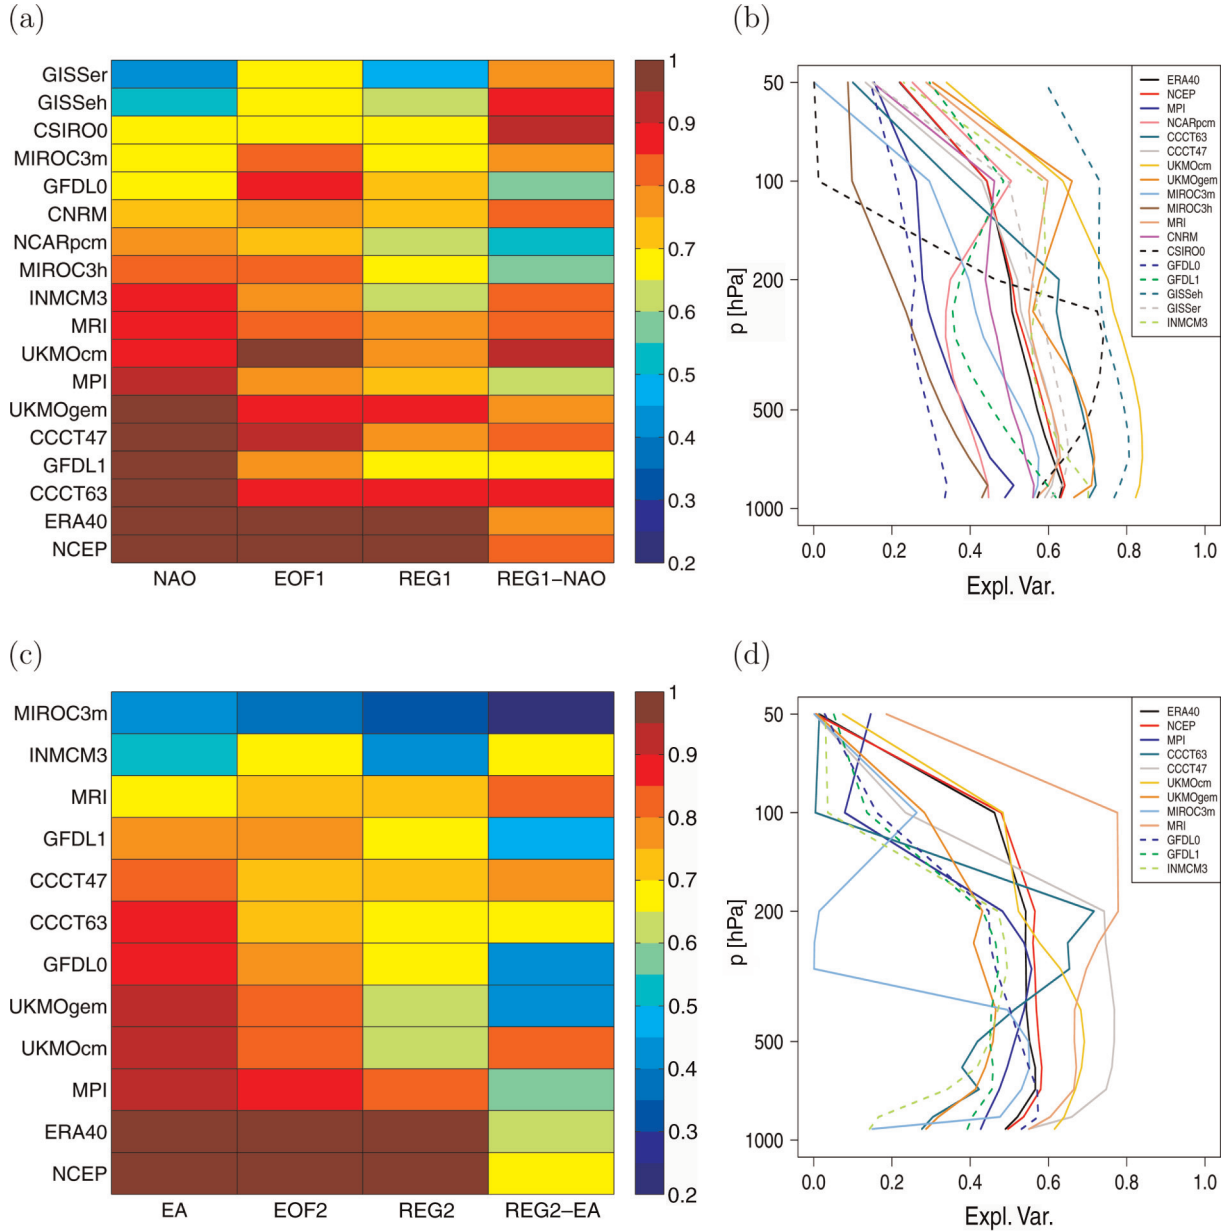 (a)
GISSer
GISSeh
CSIRO0
MIROC3m
GFDL0
CNRM
NCARpcm
MIROC3h
INMCM3
MRI
UKMOcm
MPI
UKMOgem
CCCT47
GFDL1
CCCT63
ERA40
NCEP
NAO EOF1 REG1 REG1-NAO
1
0.9
0.8
0.7
0.6
0.5
0.4
0.3
0.2
(b)
p [hPa]
50
100
200
500
1000
0.0 0.2 0.4 0.6 0.8 1.0
Expl. Var.
ERA40
NCEP
MPI
NCARpcm
CCCT63
CCCT47
UKMOcm
UKMOgem
MIROC3m
MIROC3h
MRI
CNRM
CSIRO0
GFDL0
GFDL1
GISSeh
GISSer
INMCM3
(c)
MIROC3m
INMCM3
MRI
GFDL1
CCCT47
CCCT63
GFDL0
UKMOgem
UKMOcm
MPI
ERA40
NCEP
EA EOF2 REG2 REG2-EA
1
0.9
0.8
0.7
0.6
0.5
0.4
0.3
0.2
(d)
p [hPa]
50
100
200
500
1000
0.0 0.2 0.4 0.6 0.8 1.0
Expl. Var.
ERA40
NCEP
MPI
CCCT63
CCCT47
UKMOcm
UKMOgem
MIROC3m
MRI
GFDL0
GFDL1
INMCM3